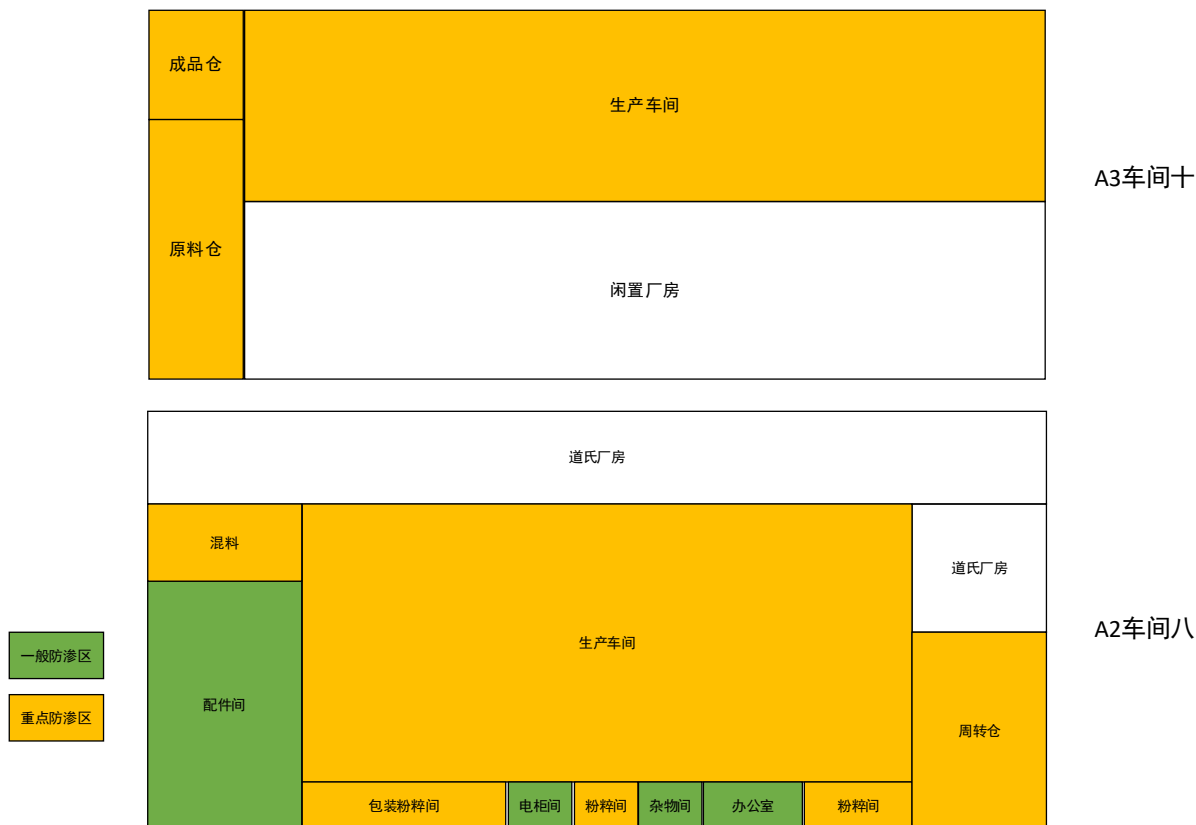 成品仓
生产车间
A3车间十
原料仓
闲置厂房
道氏厂房
混料
道氏厂房
A2车间八
生产车间
一般防渗区
配件间
重点防渗区
周转仓
包装粉粹间
电柜间
粉粹间
杂物间
办公室
粉粹间